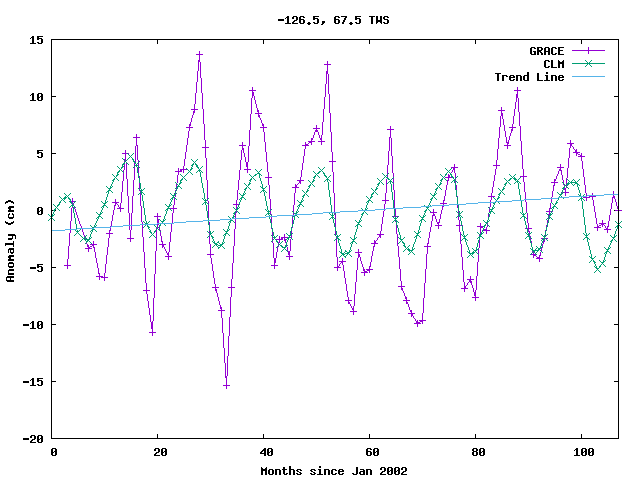 -126.5, 67.5 TWS
GRACE
CLM
Trend Line
15
10
5
0
-5
-10
-15
-20
Anomaly (cm)
0 20 40 60 80 100
Months since Jan 2002